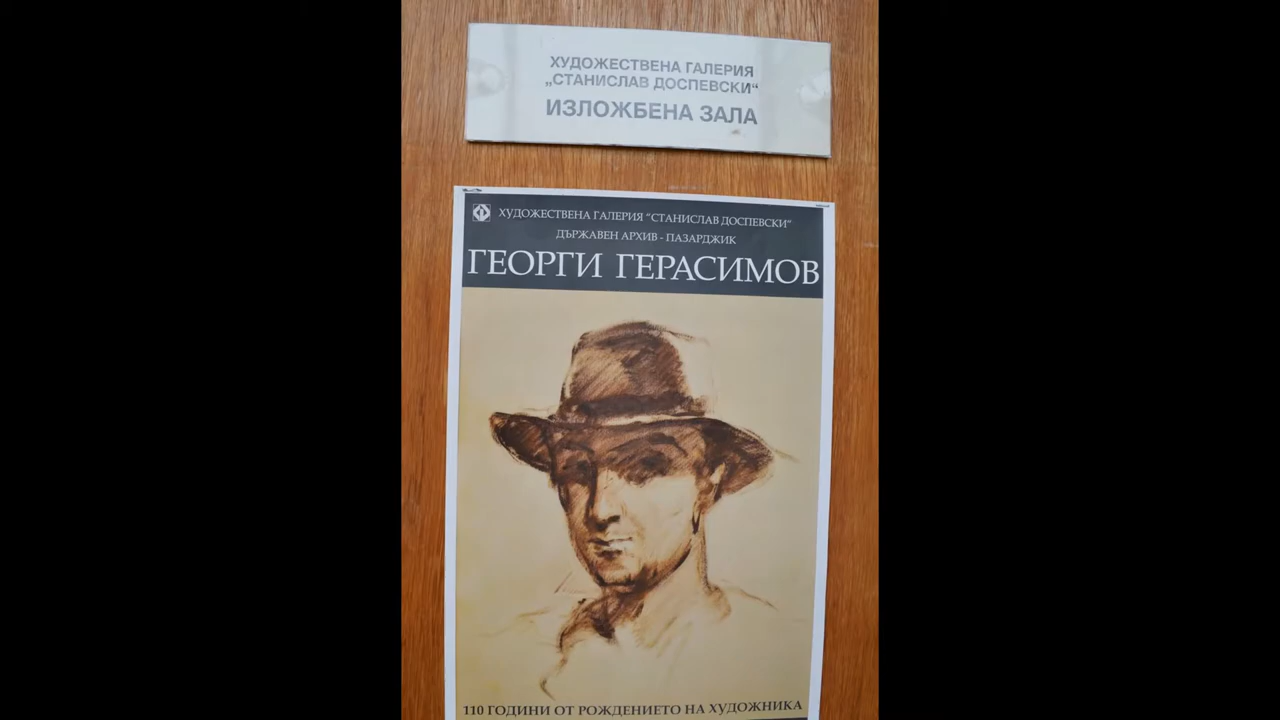 ХУДОЖЕСТВЕНА ГАЛЕРИЯ
„СТАНИСЛАВ ДОСПЕВСКИ“
ИЗЛОЖБЕНА ЗАЛА
ХУДОЖЕСТВЕНА ГАЛЕРИЯ "СТАНИСЛАВ ДОСПЕВСКИ"
ДЪРЖАВЕН АРХИВ - ПАЗАРДЖИК
ГЕОРГИ ГЕРАСИМОВ
110 ГОДИНИ ОТ РОЖДЕНИЕТО НА ХУДОЖНИКА